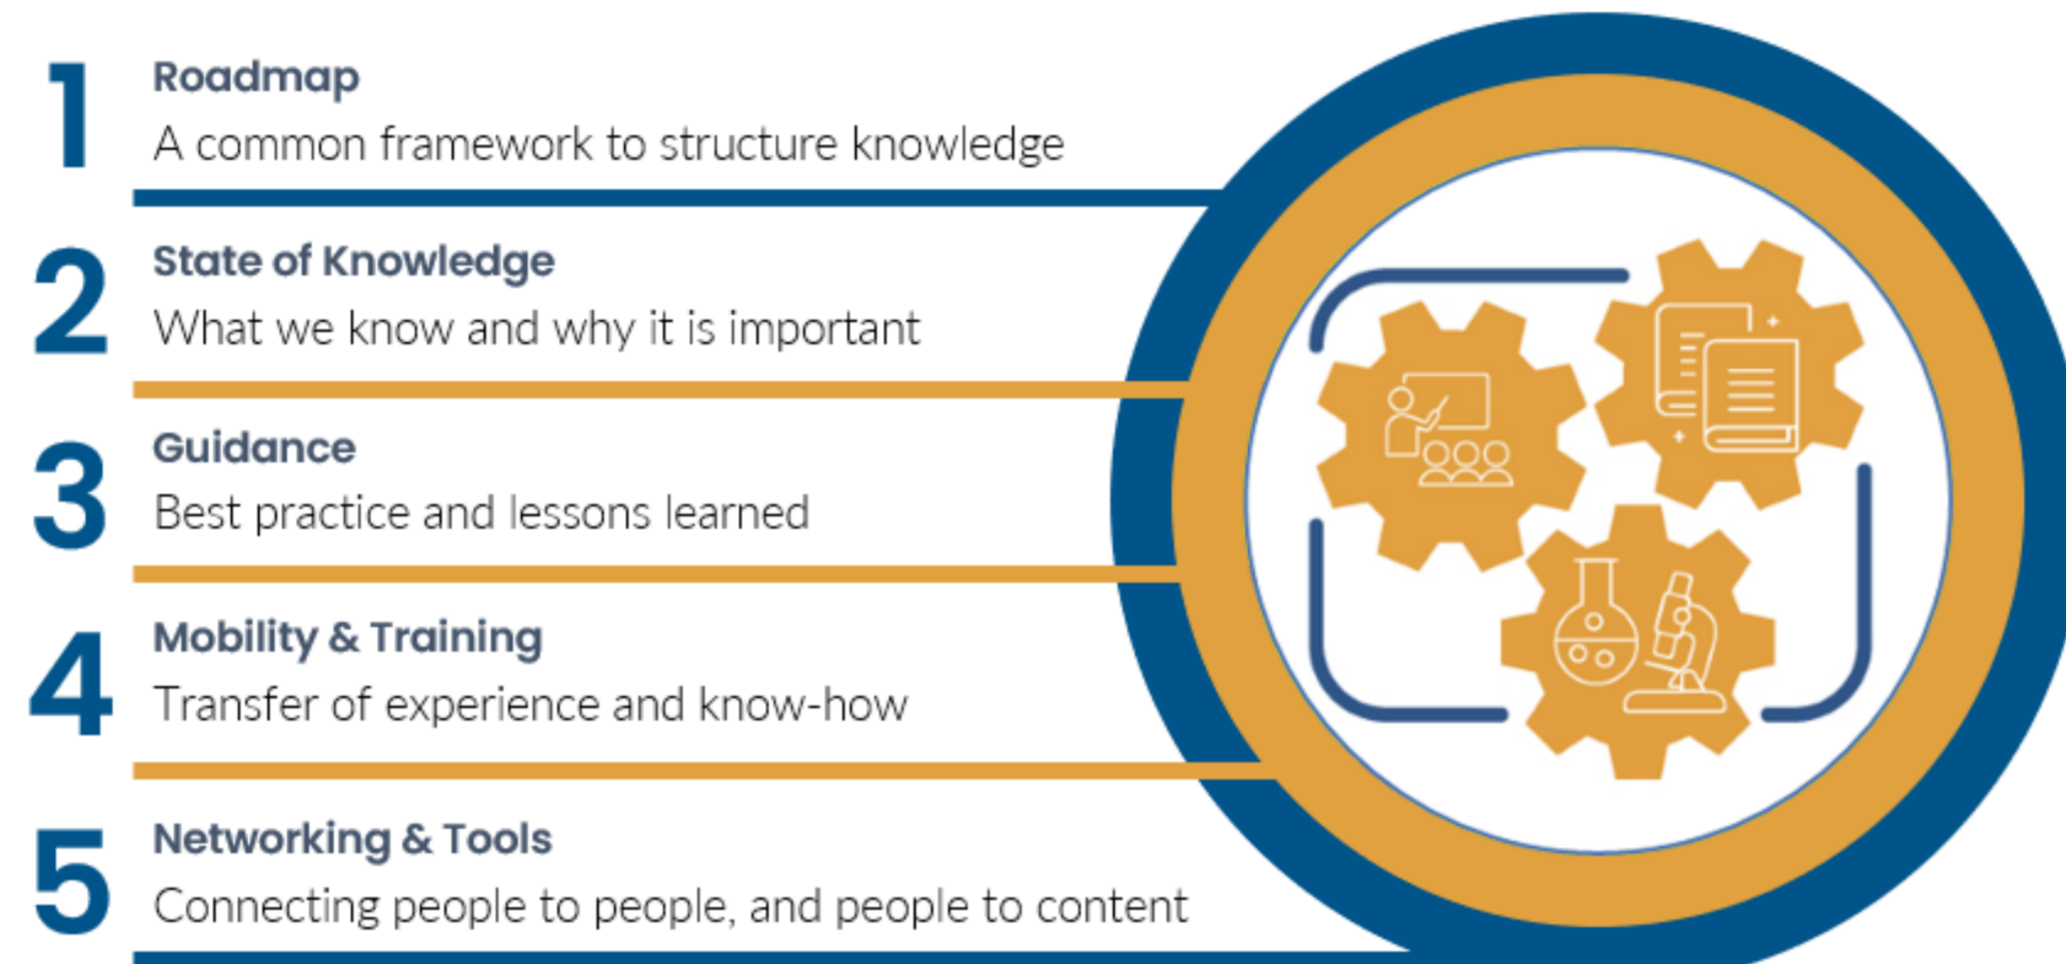 1
Roadmap
A common framework to structure knowledge
2
State of Knowledge
What we know and why it is important
3
Guidance
Best practice and lessons learned
4
Mobility & Training
Transfer of experience and know-how
5
Networking & Tools
Connecting people to people, and people to content